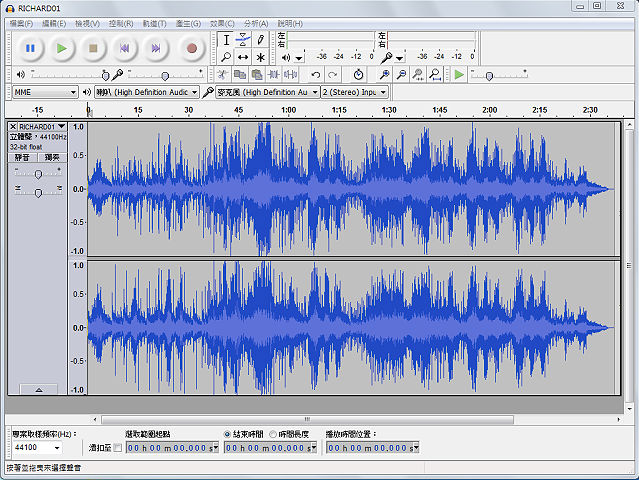 RICHARD01
檔案(F) 編輯(E) 檢視(V) 控制(R) 軌道(T) 產生(G) 效果(C) 分析(A) 說明(H)
左 右 -36 -24 -12 0 左 右 -36 -24 -12 0
MME 喇叭 (High Definition Audic 麥克風 (High Definition Au 2 (Stereo) Inpu
-15 0 15 30 45 1:00 1:15 1:30 1:45 2:00 2:15 2:30
RICHARD01
立體聲，44100Hz
32-bit float
靜音 獨奏
- +
左 右
1.0
0.5
0.0
-0.5
-1.0
1.0
0.5
0.0
-0.5
-1.0
專案取樣頻率(Hz)：
44100
選取範圍起點 結束時間 時間長度 播放時間位置：
00 h 00 m 00.000 s 00 h 00 m 00.000 s 00 h 00 m 00.000 s
按著並拖曳來選擇聲音